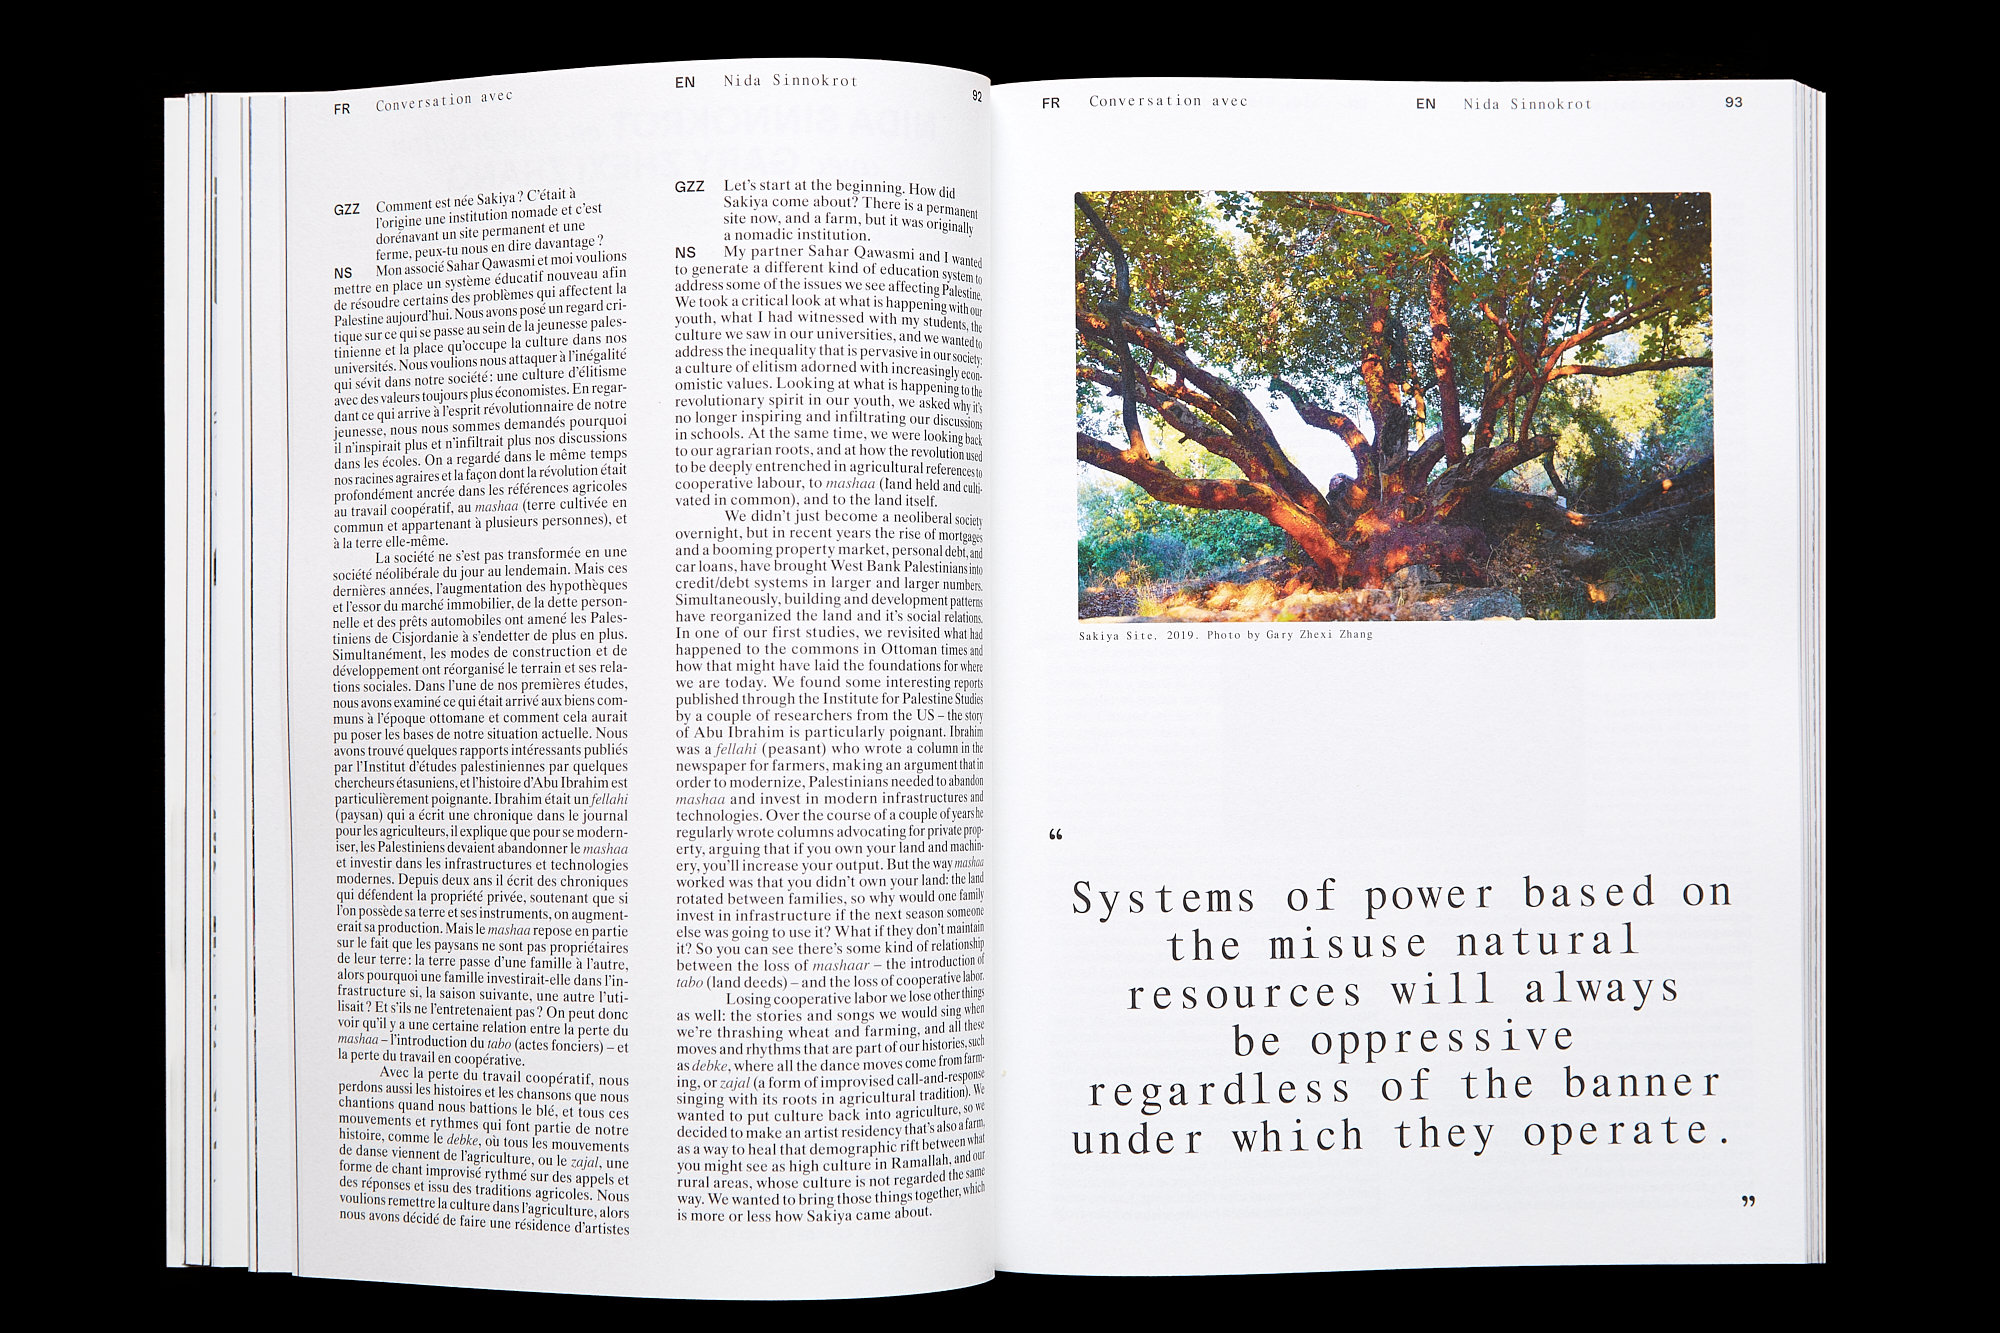 FR Conversation avec EN Nida Sinnokrot 92
GZZ Comment est née Sakiya ? C'était à
l'origine une institution nomade et c'est
dorénavant un site permanent et une
ferme, peux-tu nous en dire davantage ?
NS Mon associé Sahar Qawasmi et moi voulions
mettre en place un système éducatif nouveau afin
de résoudre certains des problèmes qui affectent la
Palestine aujourd'hui. Nous avons posé un regard cri-
tique sur ce qui se passe au sein de la jeunesse pales-
tinienne et la place qu'occupe la culture dans nos
universités. Nous voulions nous attaquer à l'inégalité
qui sévit dans notre société : une culture d'élitisme
avec des valeurs toujours plus économistes. En regar-
dant ce qui arrive à l'esprit révolutionnaire de notre
jeunesse, nous nous sommes demandés pourquoi
il n'inspirait plus et n'infiltrait plus nos discussions
dans les écoles. On a regardé dans le même temps
nos racines agraires et la façon dont la révolution était
profondément ancrée dans les références agricoles
au travail coopératif, au mashaa (terre cultivée en
commun et appartenant à plusieurs personnes), et
à la terre elle-même.
La société ne s'est pas transformée en une
société néolibérale du jour au lendemain. Mais ces
dernières années, l'augmentation des hypothèques
et l'essor du marché immobilier, de la dette person-
nelle et des prêts automobiles ont amené les Pales-
tiniens de Cisjordanie à s'endetter de plus en plus.
Simultanément, les modes de construction et de
développement ont réorganisé le terrain et ses rela-
tions sociales. Dans l'une de nos premières études,
nous avons examiné ce qui était arrivé aux biens com-
muns à l'époque ottomane et comment cela aurait
pu poser les bases de notre situation actuelle. Nous
avons trouvé quelques rapports intéressants publiés
par l'Institut d'études palestiniennes par quelques
chercheurs étasuniens, et l'histoire d'Abu Ibrahim est
particulièrement poignante. Ibrahim était un fellahi
(paysan) qui a écrit une chronique dans le journal
pour les agriculteurs, il explique que pour se modern-
iser, les Palestiniens devaient abandonner le mashaa
et investir dans les infrastructures et technologies
modernes. Depuis deux ans il écrit des chroniques
qui défendent la propriété privée, soutenant que si
l'on possède sa terre et ses instruments, on augment-
erait sa production. Mais le mashaa repose en partie
sur le fait que les paysans ne sont pas propriétaires
de leur terre : la terre passe d'une famille à l'autre,
alors pourquoi une famille investirait-elle dans l'in-
frastructure si, la saison suivante, une autre l'uti-
lisait ? Et s'ils ne l'entretenaient pas ? On peut donc
voir qu'il y a une certaine relation entre la perte du
mashaa – l'introduction du tabo (actes fonciers) – et
la perte du travail en coopérative.
Avec la perte du travail coopératif, nous
perdons aussi les histoires et les chansons que nous
chantions quand nous battions le blé, et tous ces
mouvements et rythmes qui font partie de notre
histoire, comme le debke, où tous les mouvements
de danse viennent de l'agriculture, ou le zajal, une
forme de chant improvisé rythmé sur des appels et
des réponses et issu des traditions agricoles. Nous
voulions remettre la culture dans l'agriculture, alors
nous avons décidé de faire une résidence d'artistes
GZZ Let's start at the beginning. How did
Sakiya come about? There is a permanent
site now, and a farm, but it was originally
a nomadic institution.
NS My partner Sahar Qawasmi and I wanted
to generate a different kind of education system to
address some of the issues we see affecting Palestine.
We took a critical look at what is happening with our
youth, what I had witnessed with my students, the
culture we saw in our universities, and we wanted to
address the inequality that is pervasive in our society:
a culture of elitism adorned with increasingly econ-
omistic values. Looking at what is happening to the
revolutionary spirit in our youth, we asked why it's
no longer inspiring and infiltrating our discussions
in schools. At the same time, we were looking back
to our agrarian roots, and at how the revolution used
to be deeply entrenched in agricultural references to
cooperative labour, to mashaa (land held and culti-
vated in common), and to the land itself.
We didn't just become a neoliberal society
overnight, but in recent years the rise of mortgages
and a booming property market, personal debt, and
car loans, have brought West Bank Palestinians into
credit/debt systems in larger and larger numbers.
Simultaneously, building and development patterns
have reorganized the land and it's social relations.
In one of our first studies, we revisited what had
happened to the commons in Ottoman times and
how that might have laid the foundations for where
we are today. We found some interesting reports
published through the Institute for Palestine Studies
by a couple of researchers from the US – the story
of Abu Ibrahim is particularly poignant. Ibrahim
was a fellahi (peasant) who wrote a column in the
newspaper for farmers, making an argument that in
order to modernize, Palestinians needed to abandon
mashaa and invest in modern infrastructures and
technologies. Over the course of a couple of years he
regularly wrote columns advocating for private prop-
erty, arguing that if you own your land and machin-
ery, you'll increase your output. But the way mashaa
worked was that you didn't own your land: the land
rotated between families, so why would one family
invest in infrastructure if the next season someone
else was going to use it? What if they don't maintain
it? So you can see there's some kind of relationship
between the loss of mashaar – the introduction of
tabo (land deeds) – and the loss of cooperative labor.
Losing cooperative labor we lose other things
as well: the stories and songs we would sing when
we're thrashing wheat and farming, and all these
moves and rhythms that are part of our histories, such
as debke, where all the dance moves come from farm-
ing, or zajal (a form of improvised call-and-response
singing with its roots in agricultural tradition). We
wanted to put culture back into agriculture, so we
decided to make an artist residency that's also a farm,
as a way to heal that demographic rift between what
you might see as high culture in Ramallah, and our
rural areas, whose culture is not regarded the same
way. We wanted to bring those things together, which
is more or less how Sakiya came about.
FR Conversation avec EN Nida Sinnokrot 93
Sakiya Site, 2019. Photo by Gary Zhexi Zhang
“
Systems of power based on
the misuse natural
resources will always
be oppressive
regardless of the banner
under which they operate.
”